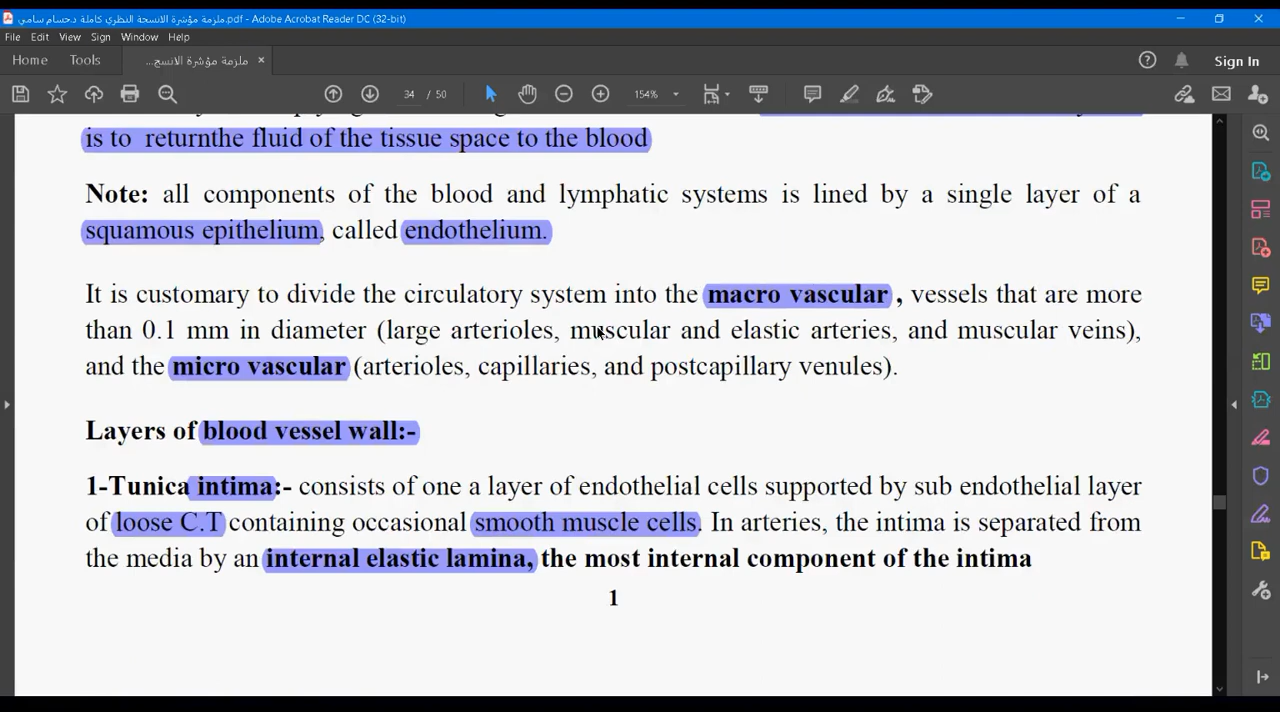 ملزمة مؤشرة الانسجة النظري كاملة د.حسام سامي.pdf - Adobe Acrobat Reader DC (32-bit)
File Edit View Sign Window Help
Home Tools ملزمة مؤشرة الانسج... × Sign In
34 / 50 154%
is to returnthe fluid of the tissue space to the blood
Note: all components of the blood and lymphatic systems is lined by a single layer of a
squamous epithelium, called endothelium.
It is customary to divide the circulatory system into the macro vascular , vessels that are more
than 0.1 mm in diameter (large arterioles, muscular and elastic arteries, and muscular veins),
and the micro vascular (arterioles, capillaries, and postcapillary venules).
Layers of blood vessel wall:-
1-Tunica intima:- consists of one a layer of endothelial cells supported by sub endothelial layer
of loose C.T containing occasional smooth muscle cells. In arteries, the intima is separated from
the media by an internal elastic lamina, the most internal component of the intima
1